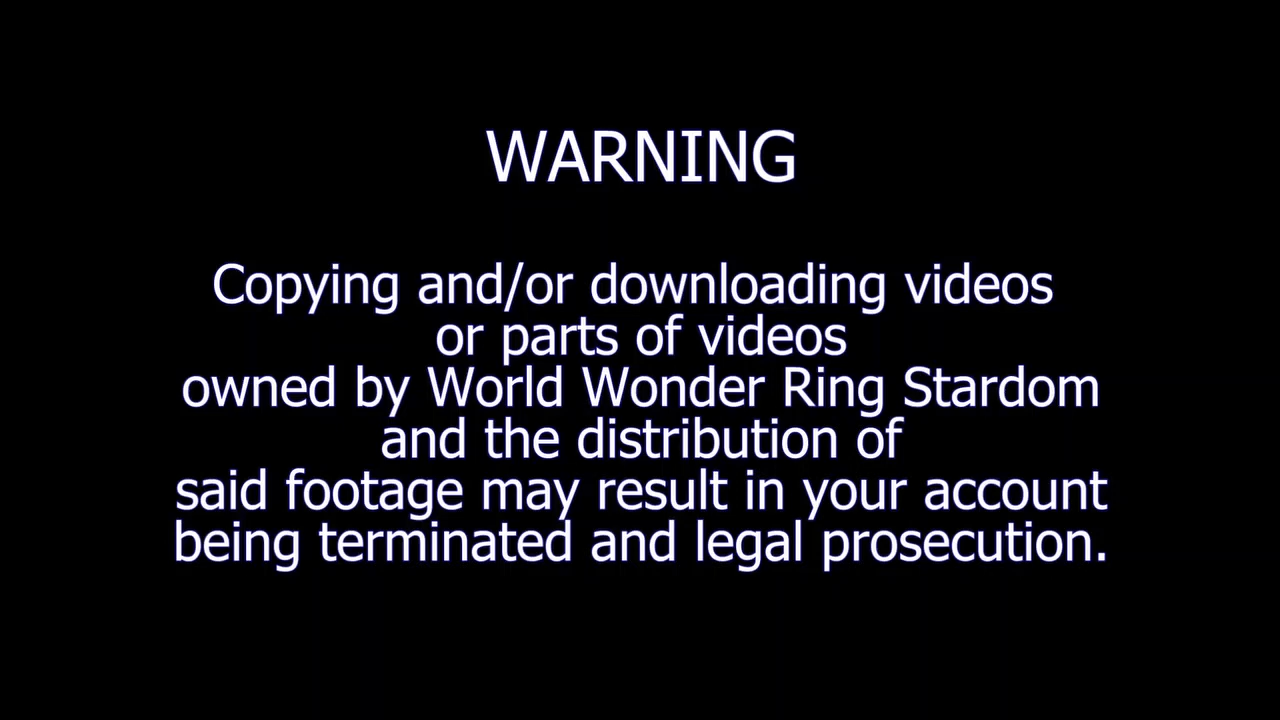 WARNING
Copying and/or downloading videos
or parts of videos
owned by World Wonder Ring Stardom
and the distribution of
said footage may result in your account
being terminated and legal prosecution.